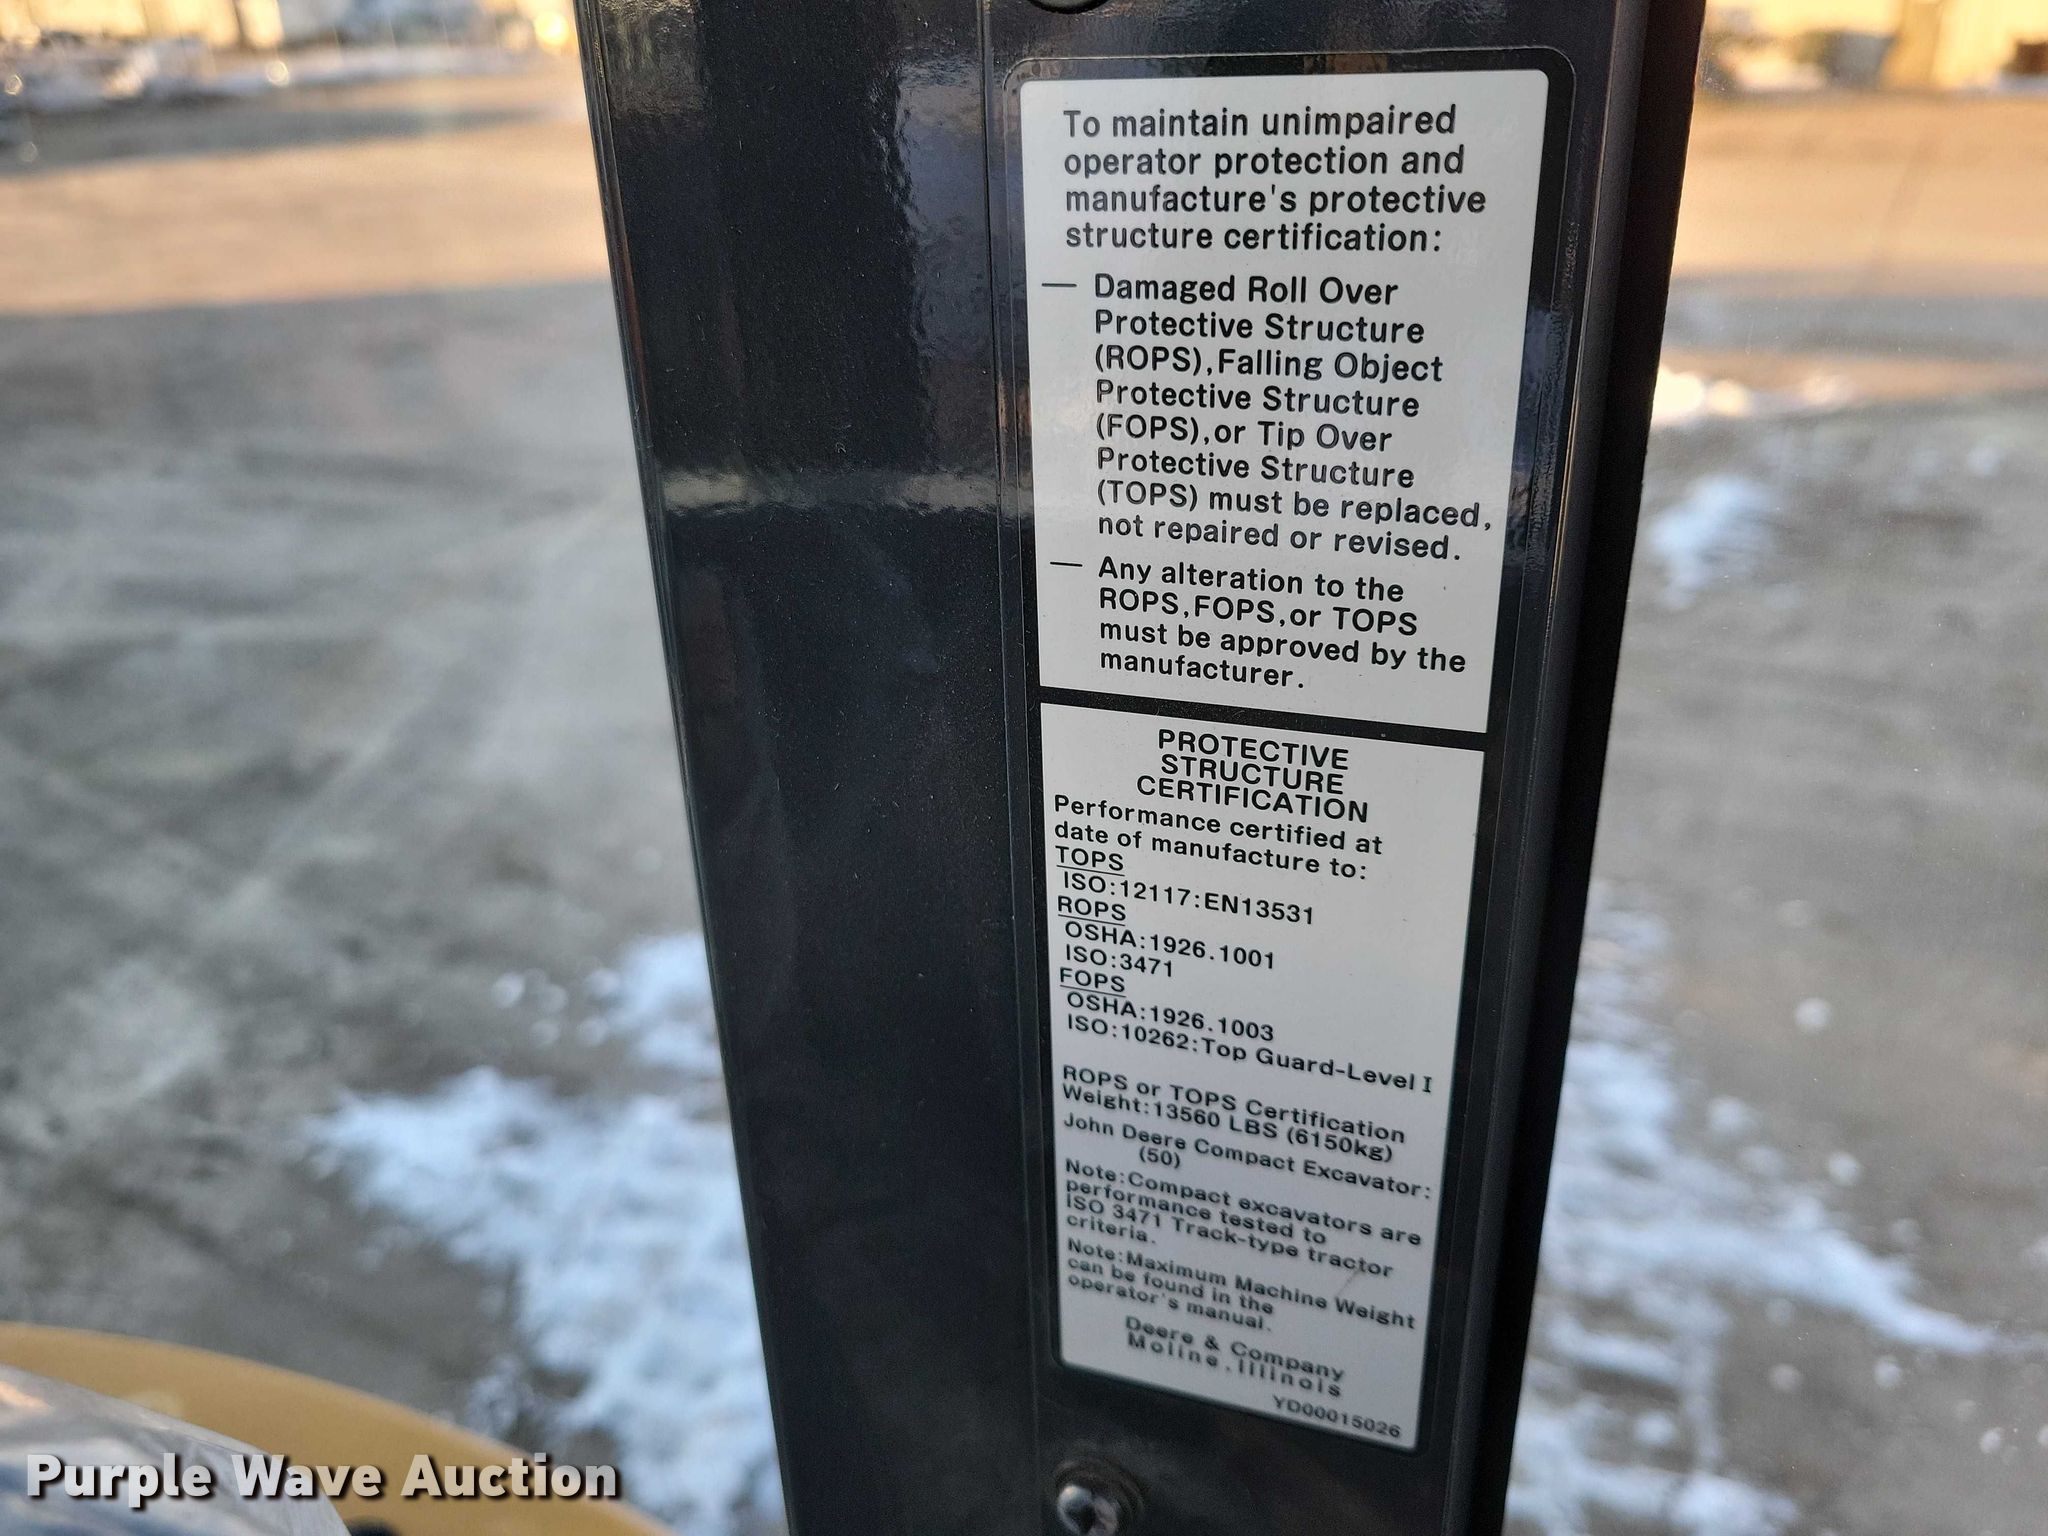 To maintain unimpaired
operator protection and
manufacture's protective
structure certification:
— Damaged Roll Over
Protective Structure
(ROPS),Falling Object
Protective Structure
(FOPS),or Tip Over
Protective Structure
(TOPS) must be replaced,
not repaired or revised.
— Any alteration to the
ROPS,FOPS,or TOPS
must be approved by the
manufacturer.
PROTECTIVE
STRUCTURE
CERTIFICATION
Performance certified at
date of manufacture to:
TOPS
ISO:12117:EN13531
ROPS
OSHA:1926.1001
ISO:3471
FOPS
OSHA:1926.1003
ISO:10262:Top Guard-Level I
ROPS or TOPS Certification
Weight:13560 LBS (6150kg)
John Deere Compact Excavator:
(50)
Note:Compact excavators are
performance tested to
ISO 3471 Track-type tractor
criteria.
Note:Maximum Machine Weight
can be found in the
operator's manual.
Deere & Company
Moline,Illinois
YD00015026
Purple Wave Auction